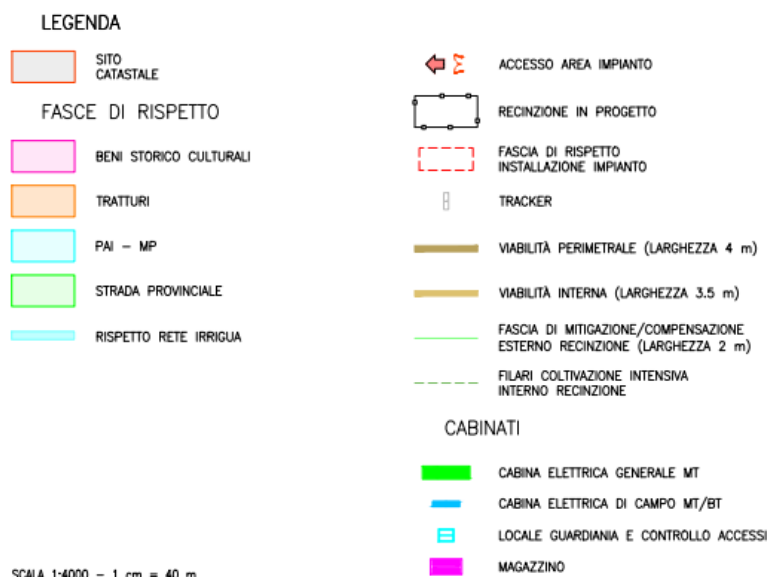 LEGENDA
SITO
CATASTALE
FASCE DI RISPETTO
BENI STORICO CULTURALI
TRATTURI
PAI – MP
STRADA PROVINCIALE
RISPETTO RETE IRRIGUA
ACCESSO AREA IMPIANTO
RECINZIONE IN PROGETTO
FASCIA DI RISPETTO
INSTALLAZIONE IMPIANTO
TRACKER
VIABILITÀ PERIMETRALE (LARGHEZZA 4 m)
VIABILITÀ INTERNA (LARGHEZZA 3.5 m)
FASCIA DI MITIGAZIONE/COMPENSAZIONE
ESTERNO RECINZIONE (LARGHEZZA 2 m)
FILARI COLTIVAZIONE INTENSIVA
INTERNO RECINZIONE
CABINATI
CABINA ELETTRICA GENERALE MT
CABINA ELETTRICA DI CAMPO MT/BT
LOCALE GUARDIANIA E CONTROLLO ACCESSI
MAGAZZINO
SCALA 1:4000 – 1 cm = 40 m